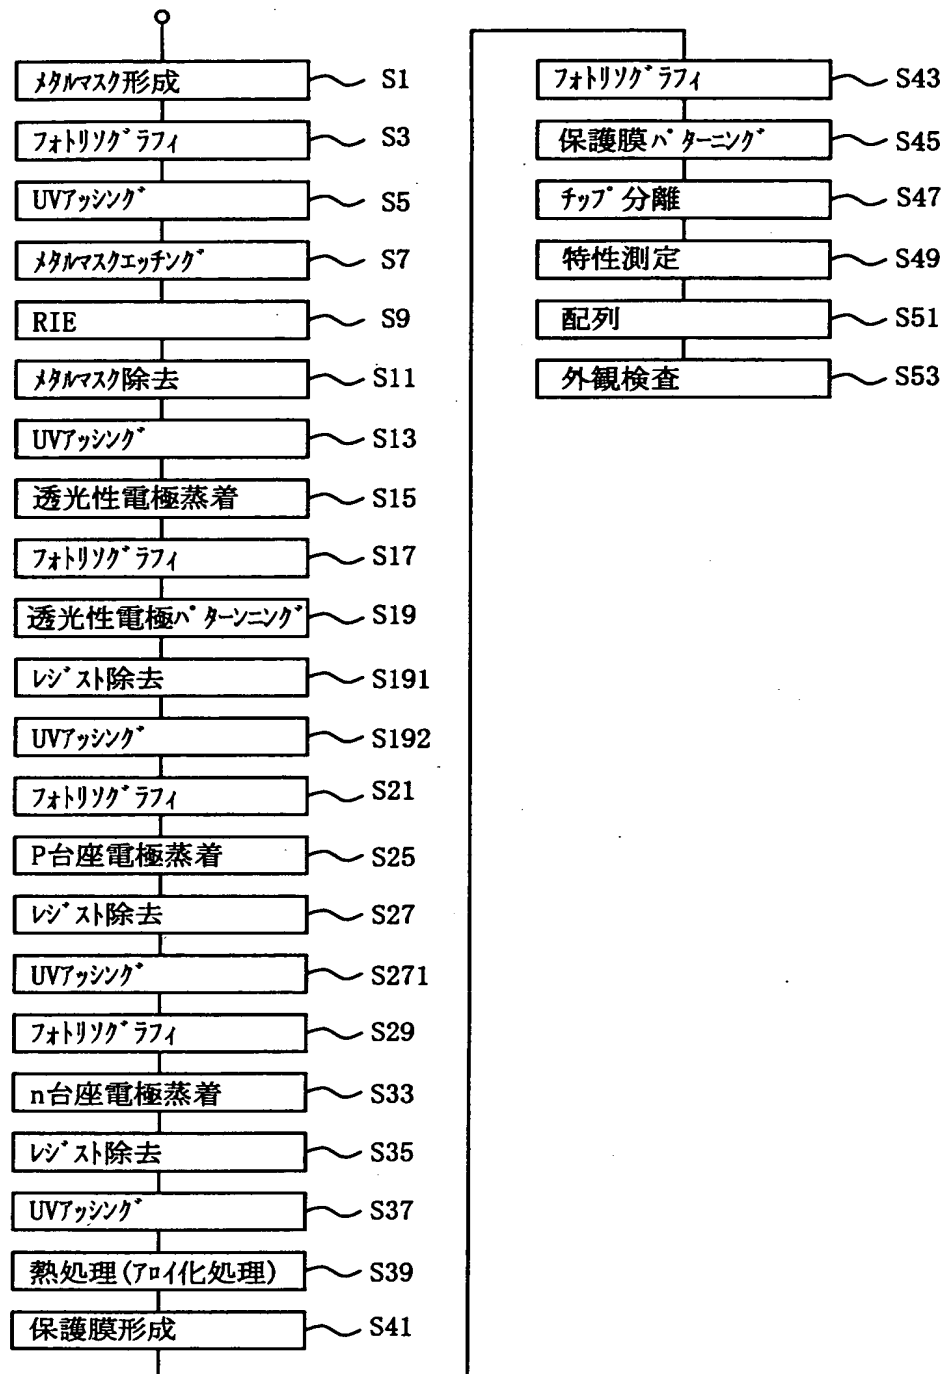 ﾒﾀﾙﾏｽｸ形成 S1
ﾌｫﾄﾘｿｸﾞﾗﾌｨ S3
UVｱｯｼﾝｸﾞ S5
ﾒﾀﾙﾏｽｸｴｯﾁﾝｸﾞ S7
RIE S9
ﾒﾀﾙﾏｽｸ除去 S11
UVｱｯｼﾝｸﾞ S13
透光性電極蒸着 S15
ﾌｫﾄﾘｿｸﾞﾗﾌｨ S17
透光性電極ﾊﾟﾀｰﾝﾆﾝｸﾞ S19
ﾚｼﾞｽﾄ除去 S191
UVｱｯｼﾝｸﾞ S192
ﾌｫﾄﾘｿｸﾞﾗﾌｨ S21
P台座電極蒸着 S25
ﾚｼﾞｽﾄ除去 S27
UVｱｯｼﾝｸﾞ S271
ﾌｫﾄﾘｿｸﾞﾗﾌｨ S29
n台座電極蒸着 S33
ﾚｼﾞｽﾄ除去 S35
UVｱｯｼﾝｸﾞ S37
熱処理(ｱﾛｲ化処理) S39
保護膜形成 S41
ﾌｫﾄﾘｿｸﾞﾗﾌｨ S43
保護膜ﾊﾟﾀｰﾆﾝｸﾞ S45
ﾁｯﾌﾟ分離 S47
特性測定 S49
配列 S51
外観検査 S53